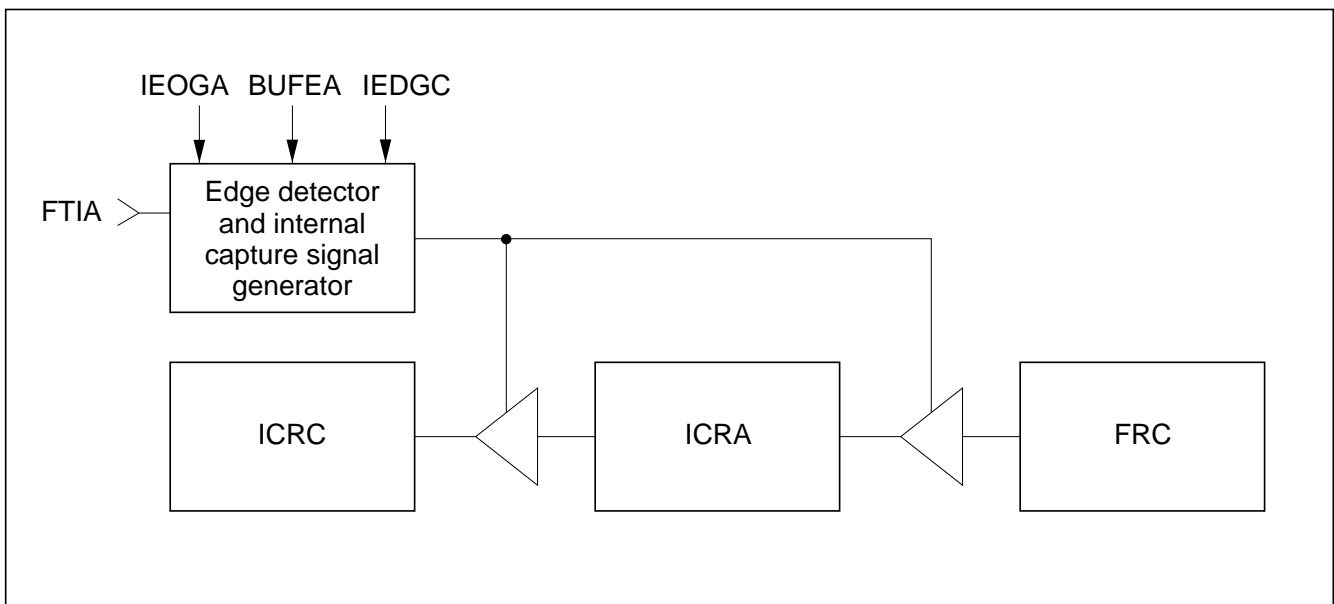 IEOGA BUFEA IEDGC
FTIA
Edge detector
and internal
capture signal
generator
ICRC
ICRA
FRC